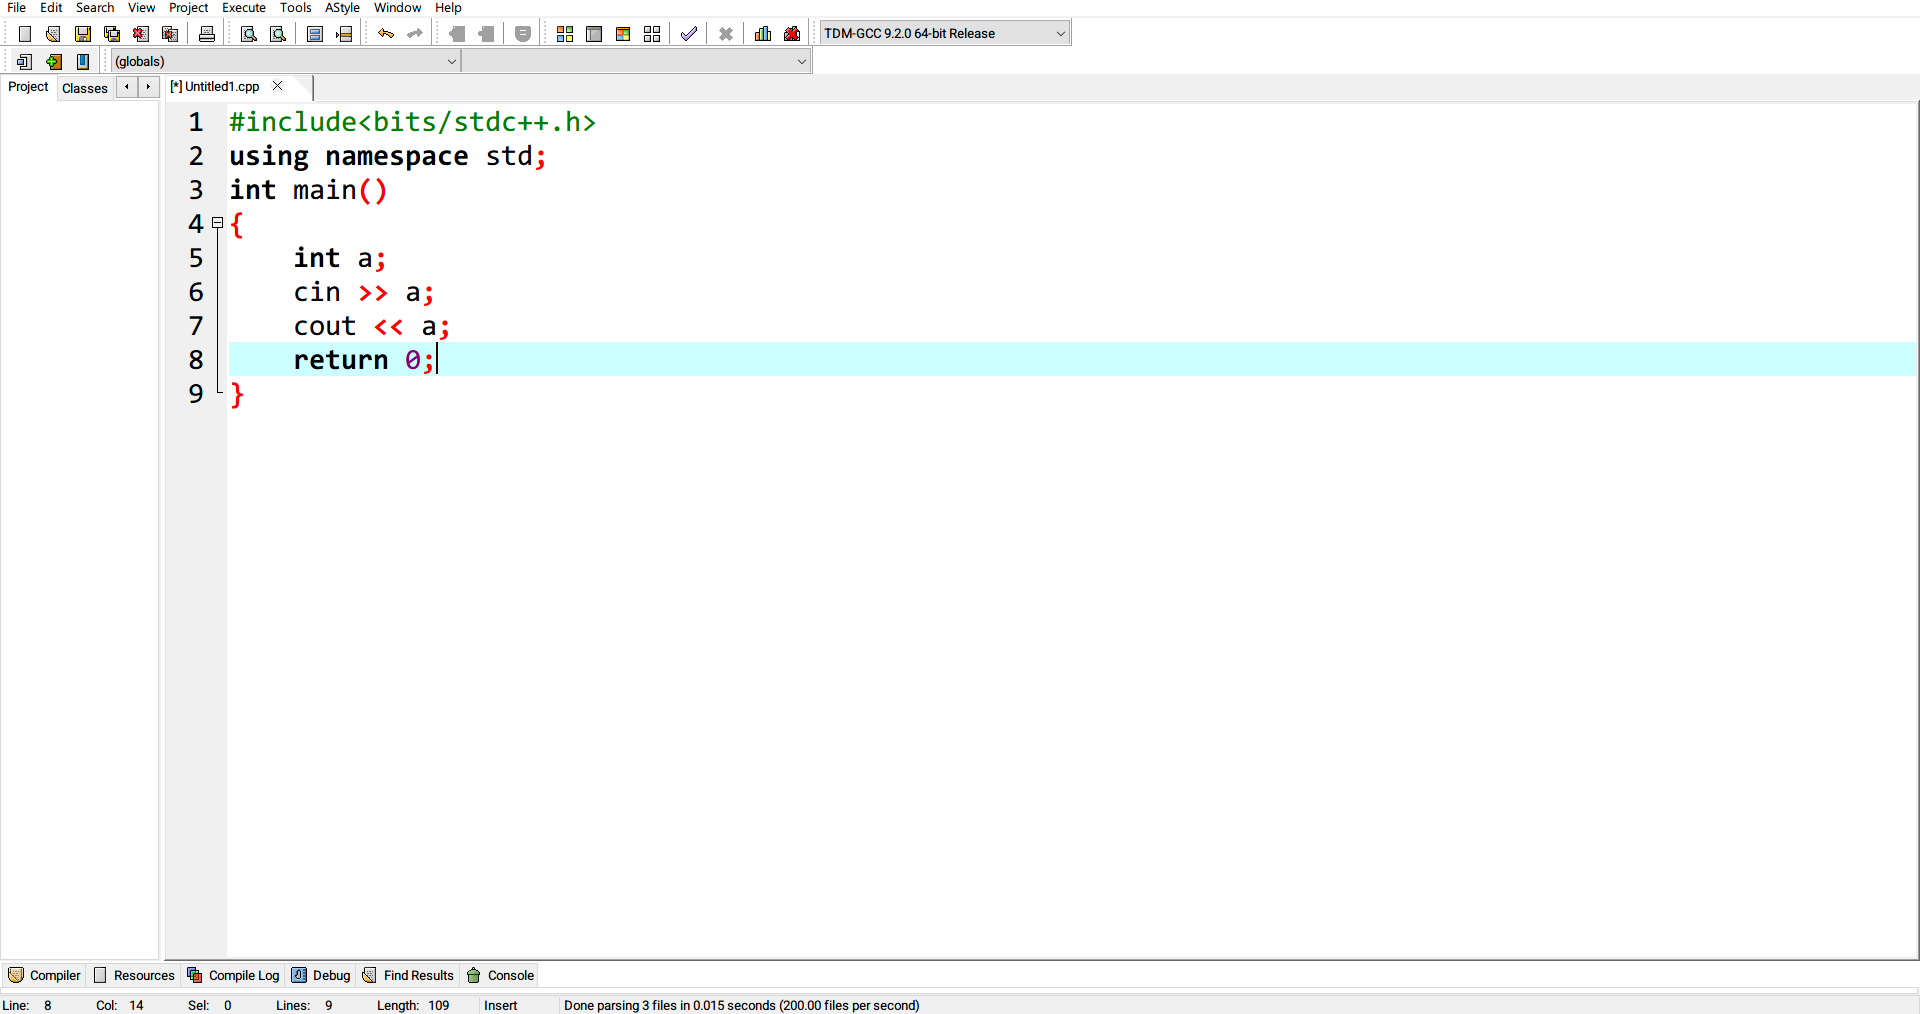 File Edit Search View Project Execute Tools AStyle Window Help
TDM-GCC 9.2.0 64-bit Release
(globals)
Project Classes [*] Untitled1.cpp
1 #include<bits/stdc++.h>
2 using namespace std;
3 int main()
4 {
5 int a;
6 cin >> a;
7 cout << a;
8 return 0;
9 }
Compiler Resources Compile Log Debug Find Results Console
Line: 8 Col: 14 Sel: 0 Lines: 9 Length: 109 Insert Done parsing 3 files in 0.015 seconds (200.00 files per second)